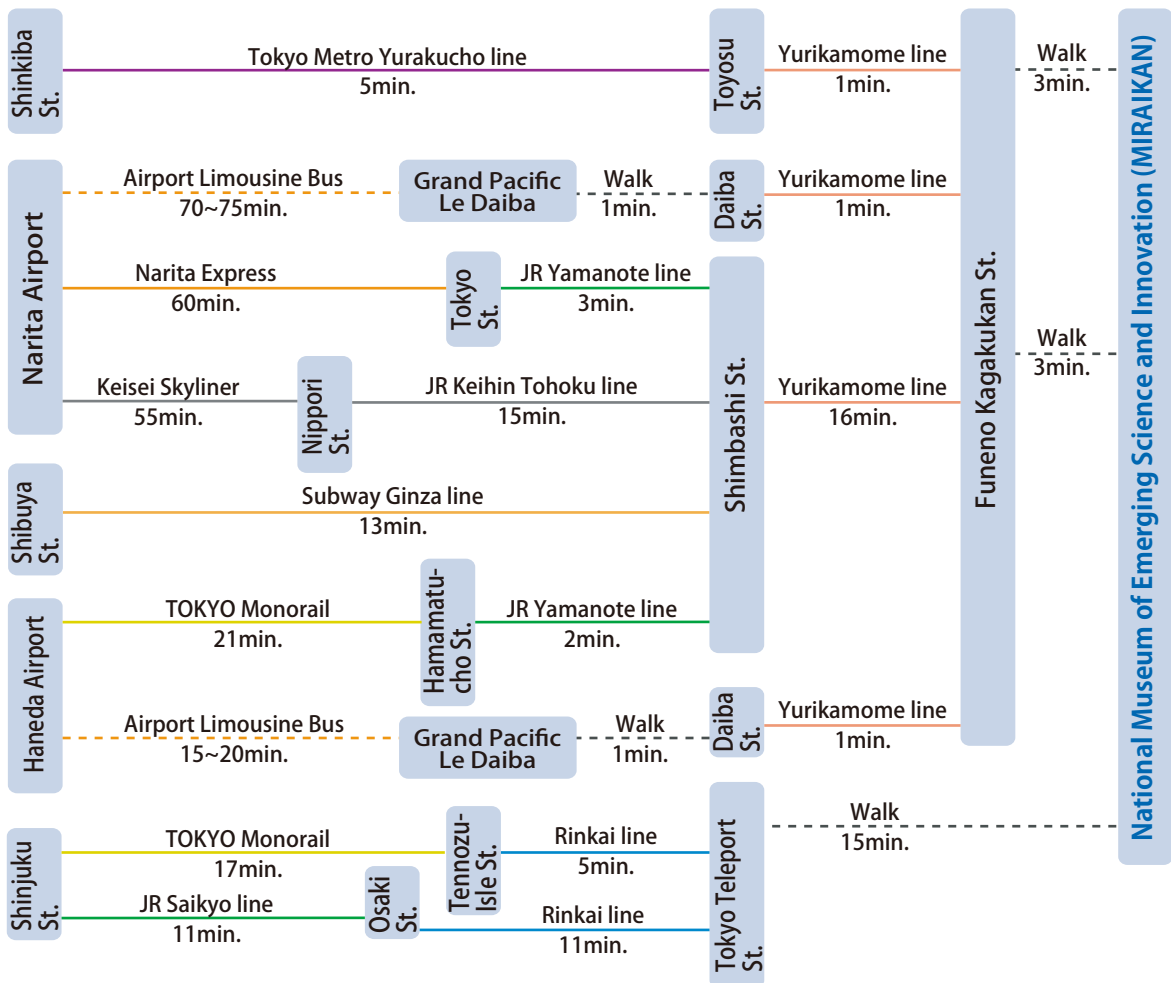 Shinkiba
St.
Tokyo Metro Yurakucho line
5min.
Toyosu
St.
Yurikamome line
1min.
Walk
3min.
Narita Airport
Airport Limousine Bus
70~75min.
Grand Pacific
Le Daiba
Walk
1min.
Daiba
St.
Yurikamome line
1min.
Narita Express
60min.
Tokyo
St.
JR Yamanote line
3min.
Keisei Skyliner
55min.
Nippori
St.
JR Keihin Tohoku line
15min.
Shimbashi St.
Yurikamome line
16min.
Funeno Kagakukan St.
Walk
3min.
National Museum of Emerging Science and Innovation (MIRAIKAN)
Shibuya
St.
Subway Ginza line
13min.
Haneda Airport
TOKYO Monorail
21min.
Hamamatu-
cho St.
JR Yamanote line
2min.
Airport Limousine Bus
15~20min.
Grand Pacific
Le Daiba
Walk
1min.
Daiba
St.
Yurikamome line
1min.
Shinjuku
St.
TOKYO Monorail
17min.
Tennozu-
Isle St.
Rinkai line
5min.
JR Saikyo line
11min.
Osaki
St.
Rinkai line
11min.
Tokyo Teleport
St.
Walk
15min.